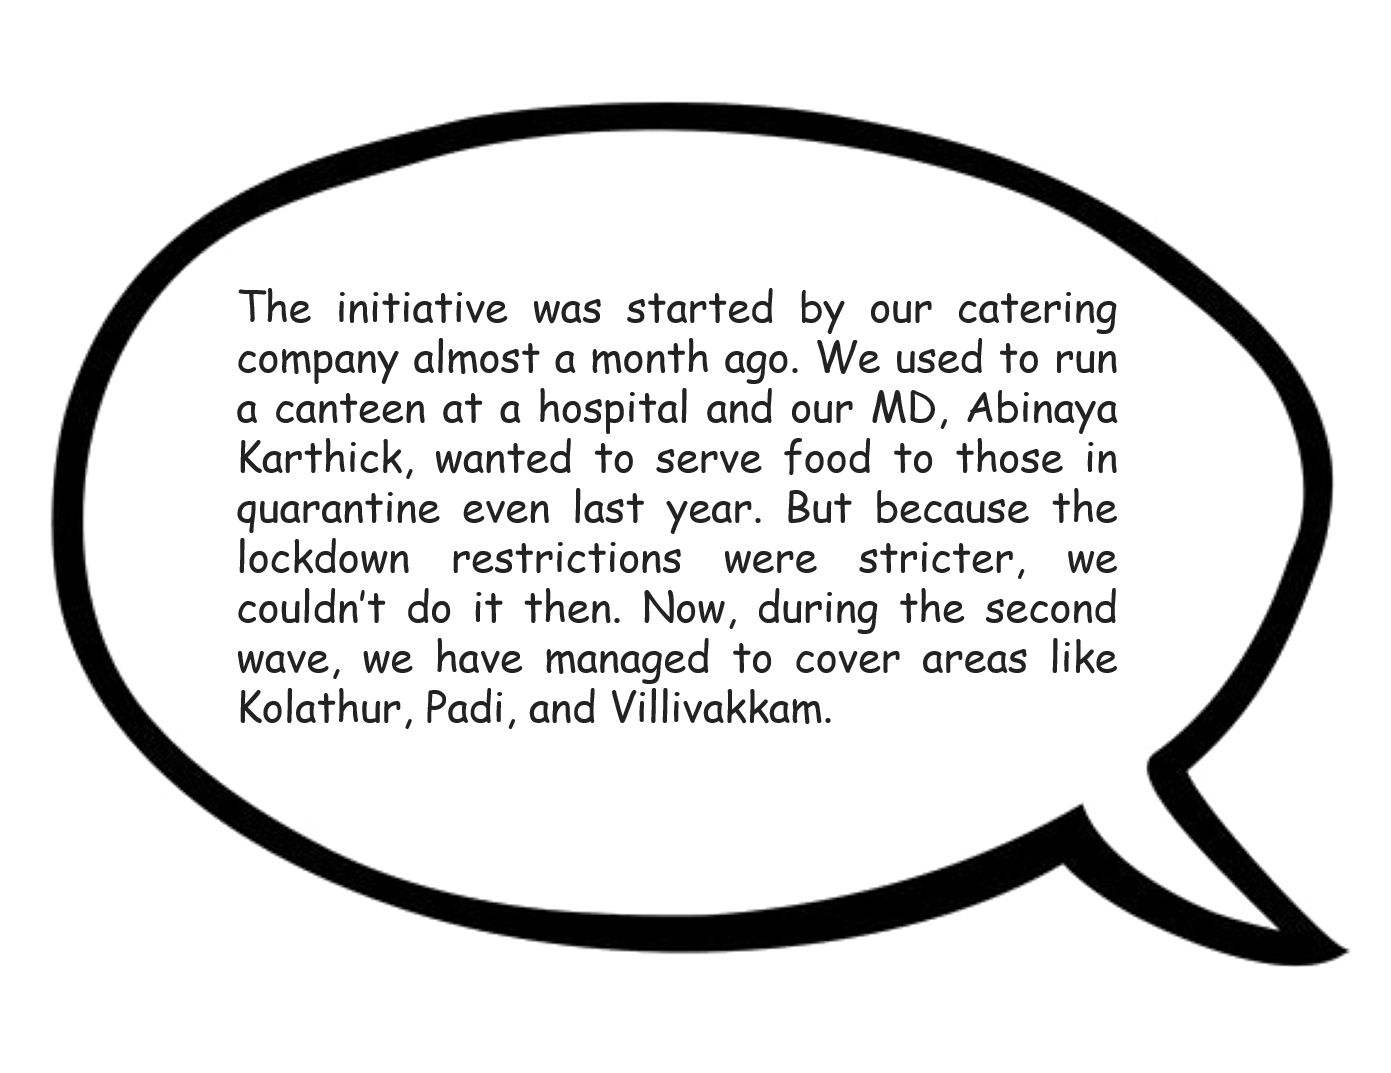 The initiative was started by our catering
company almost a month ago. We used to run
a canteen at a hospital and our MD, Abinaya
Karthick, wanted to serve food to those in
quarantine even last year. But because the
lockdown restrictions were stricter, we
couldn’t do it then. Now, during the second
wave, we have managed to cover areas like
Kolathur, Padi, and Villivakkam.